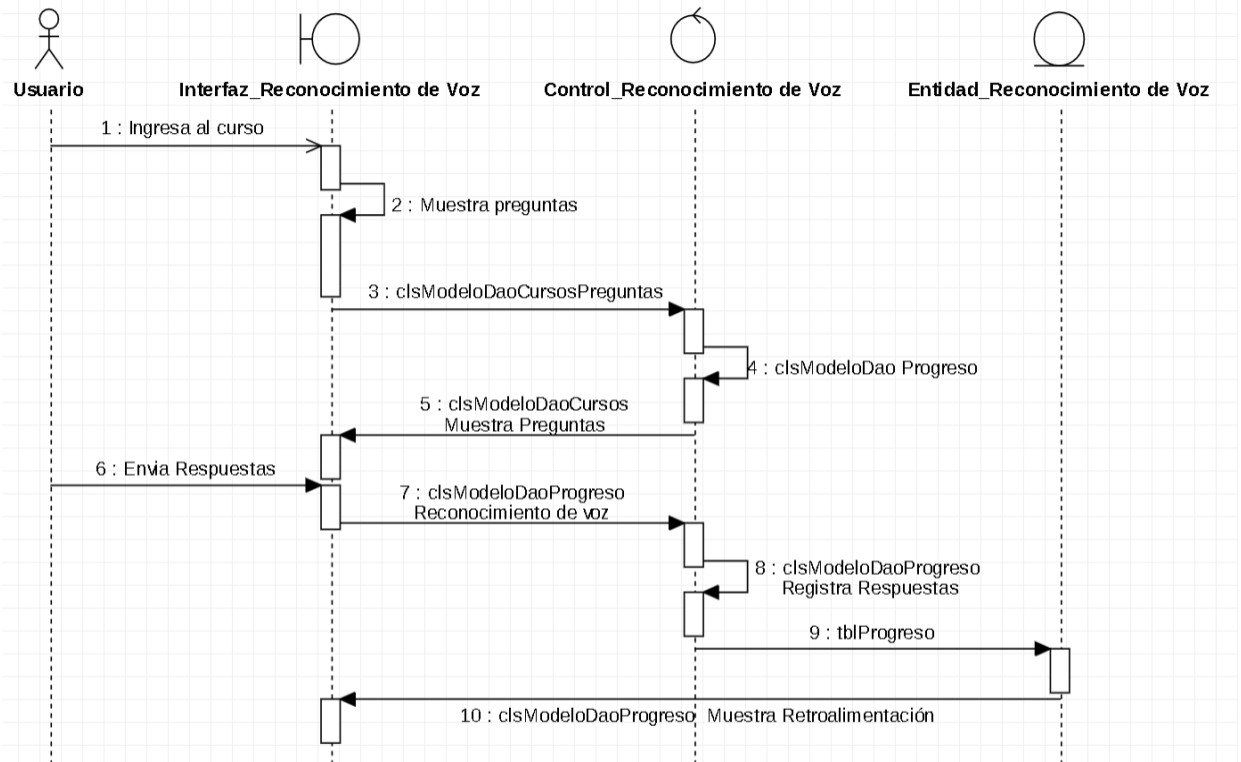 Usuario
Interfaz_Reconocimiento de Voz
Control_Reconocimiento de Voz
Entidad_Reconocimiento de Voz
1 : Ingresa al curso
2 : Muestra preguntas
3 : clsModeloDaoCursosPreguntas
4 : clsModeloDao Progreso
5 : clsModeloDaoCursos
Muestra Preguntas
6 : Envia Respuestas
7 : clsModeloDaoProgreso
Reconocimiento de voz
8 : clsModeloDaoProgreso
Registra Respuestas
9 : tblProgreso
10 : clsModeloDaoProgreso Muestra Retroalimentación